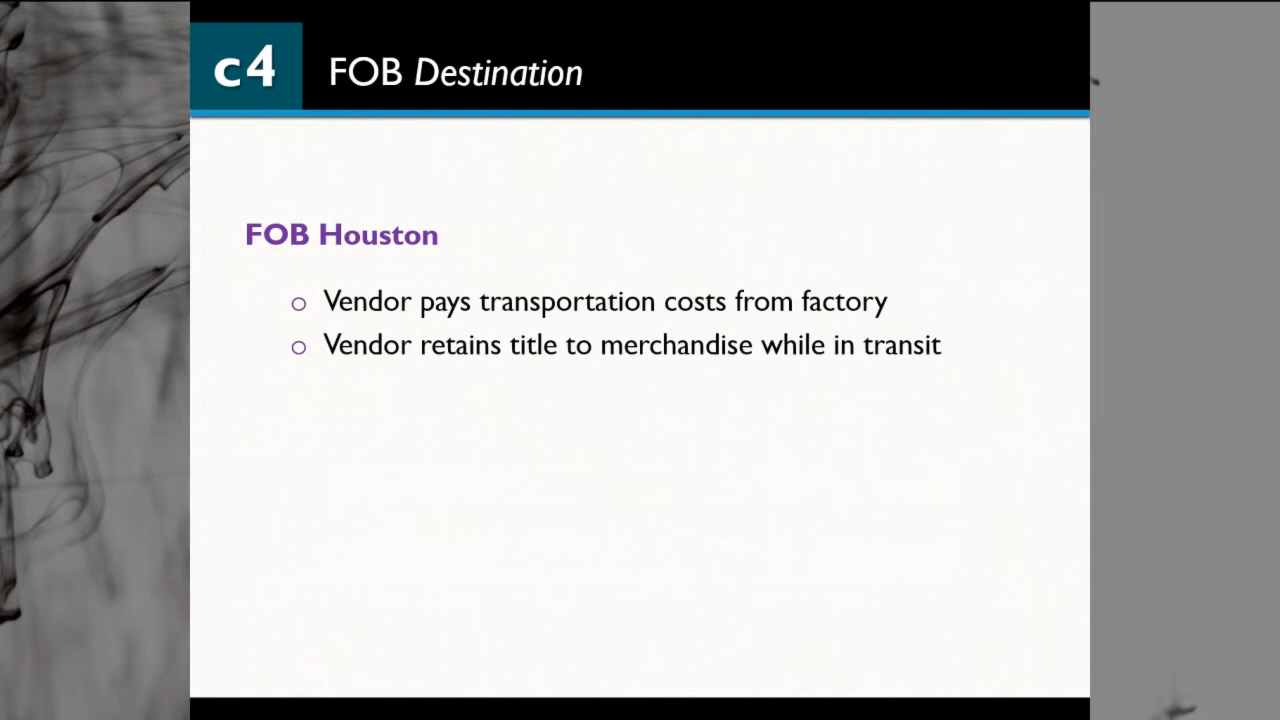 c4
FOB Destination
FOB Houston
Vendor pays transportation costs from factory
Vendor retains title to merchandise while in transit